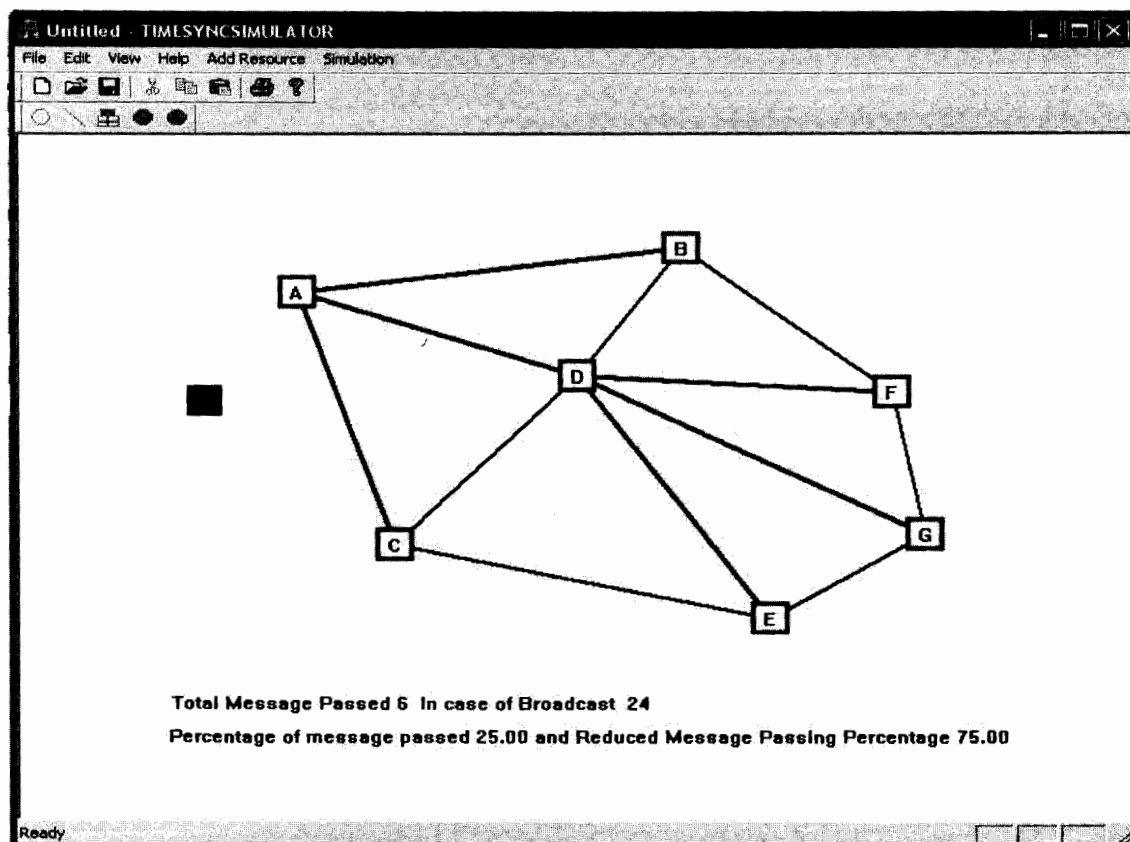 Untitled - TIMESYNCSIMULATOR
File Edit View Help Add Resource Simulation
B
A
D
F
G
C
E
Total Message Passed 6 In case of Broadcast 24
Percentage of message passed 25.00 and Reduced Message Passing Percentage 75.00
Ready